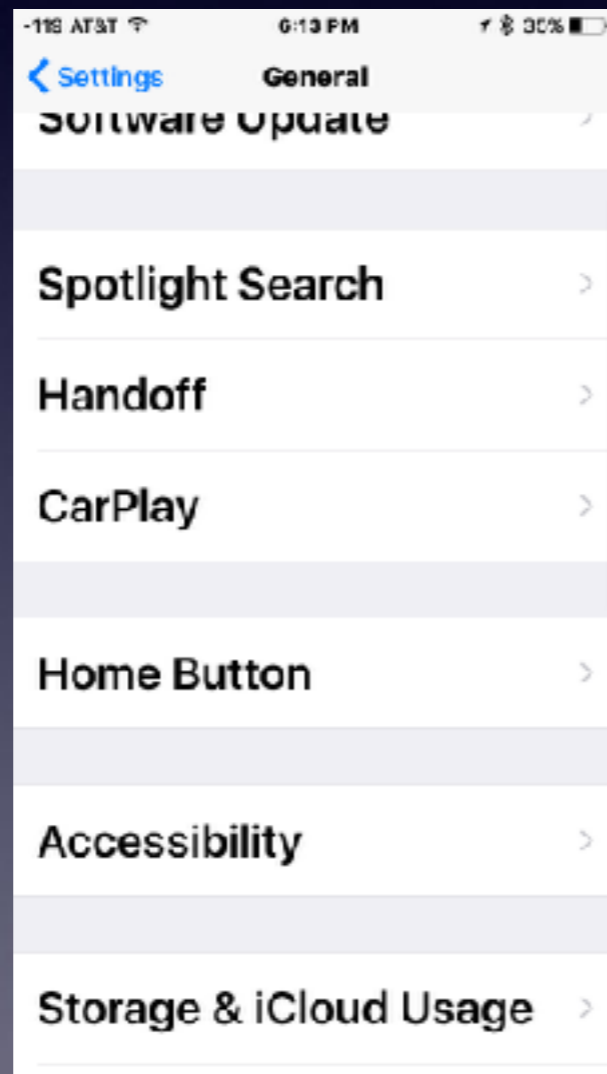 -118 AT&T 6:13 PM 30%
Settings General
Software Update
Spotlight Search
Handoff
CarPlay
Home Button
Accessibility
Storage & iCloud Usage